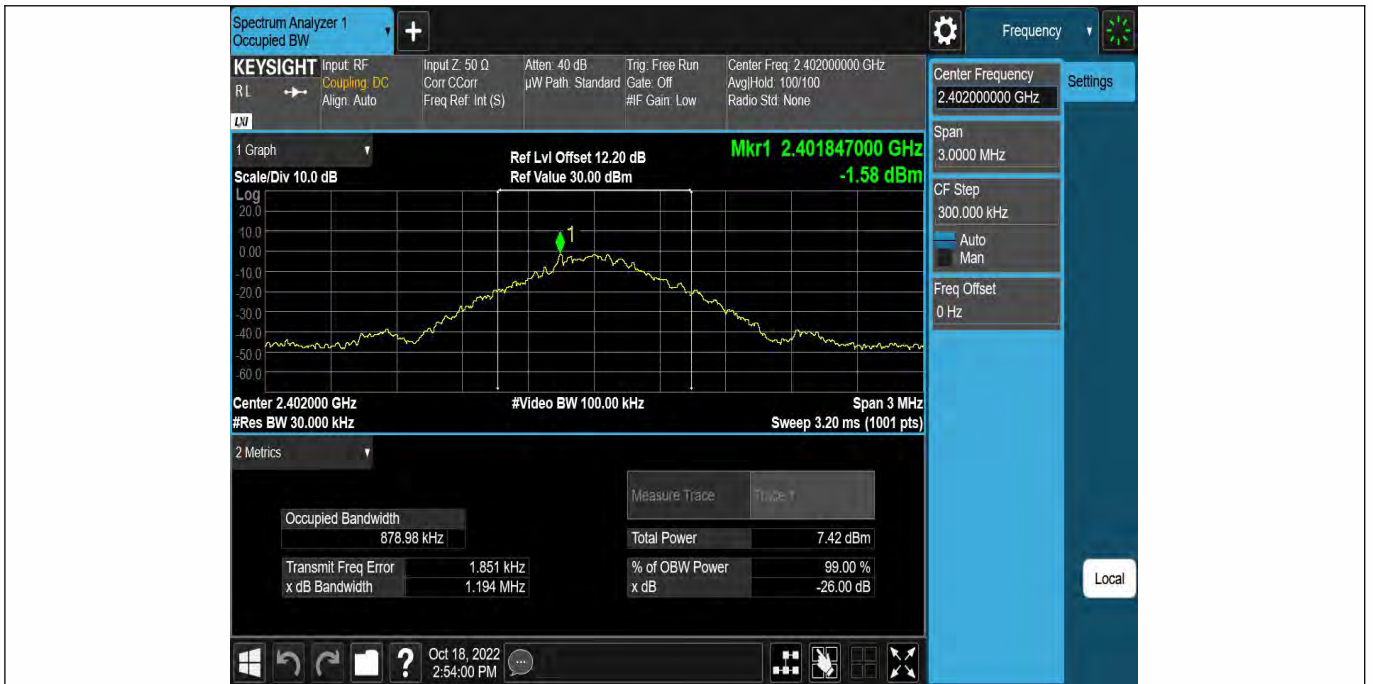 Spectrum Analyzer 1
Occupied BW
+
Frequency
KEYSIGHT
R L
LXI
Input: RF
Coupling: DC
Align: Auto
Input Z: 50 Ω
Corr CCorr
Freq Ref: Int (S)
Atten: 40 dB
µW Path: Standard
Trig: Free Run
Gate: Off
#IF Gain: Low
Center Freq: 2.402000000 GHz
Avg|Hold: 100/100
Radio Std: None
Center Frequency
2.402000000 GHz
Settings
Span
3.0000 MHz
CF Step
300.000 kHz
Auto
Man
Freq Offset
0 Hz
Local
1 Graph
Scale/Div 10.0 dB
Ref Lvl Offset 12.20 dB
Ref Value 30.00 dBm
Mkr1 2.401847000 GHz
-1.58 dBm
Log
20.0
10.0
0.00
-10.0
-20.0
-30.0
-40.0
-50.0
-60.0
1
Center 2.402000 GHz
#Video BW 100.00 kHz
Span 3 MHz
#Res BW 30.000 kHz
Sweep 3.20 ms (1001 pts)
2 Metrics
Measure Trace
Trace 1
Occupied Bandwidth
878.98 kHz
Total Power
7.42 dBm
Transmit Freq Error
1.851 kHz
% of OBW Power
99.00 %
x dB Bandwidth
1.194 MHz
x dB
-26.00 dB
?
Oct 18, 2022
2:54:00 PM